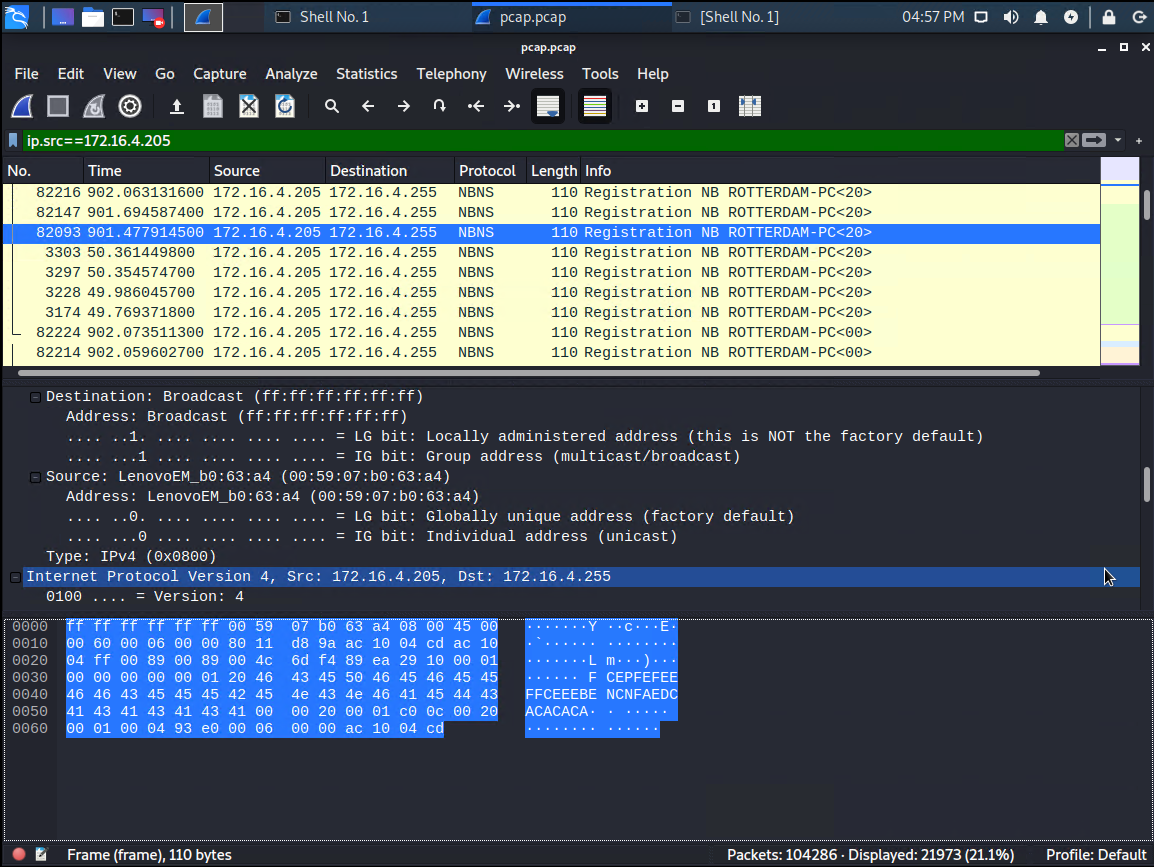 Shell No. 1
pcap.pcap
[Shell No. 1]
04:57 PM
pcap.pcap
File Edit View Go Capture Analyze Statistics Telephony Wireless Tools Help
ip.src==172.16.4.205
No. Time Source Destination Protocol Length Info
82216 902.063131600 172.16.4.205 172.16.4.255 NBNS 110 Registration NB ROTTERDAM-PC<20>
82147 901.694587400 172.16.4.205 172.16.4.255 NBNS 110 Registration NB ROTTERDAM-PC<20>
82093 901.477914500 172.16.4.205 172.16.4.255 NBNS 110 Registration NB ROTTERDAM-PC<20>
3303 50.361449800 172.16.4.205 172.16.4.255 NBNS 110 Registration NB ROTTERDAM-PC<20>
3297 50.354574700 172.16.4.205 172.16.4.255 NBNS 110 Registration NB ROTTERDAM-PC<20>
3228 49.986045700 172.16.4.205 172.16.4.255 NBNS 110 Registration NB ROTTERDAM-PC<20>
3174 49.769371800 172.16.4.205 172.16.4.255 NBNS 110 Registration NB ROTTERDAM-PC<20>
82224 902.073511300 172.16.4.205 172.16.4.255 NBNS 110 Registration NB ROTTERDAM-PC<00>
82214 902.059602700 172.16.4.205 172.16.4.255 NBNS 110 Registration NB ROTTERDAM-PC<00>
Destination: Broadcast (ff:ff:ff:ff:ff:ff)
Address: Broadcast (ff:ff:ff:ff:ff:ff)
.... ..1. .... .... .... .... = LG bit: Locally administered address (this is NOT the factory default)
.... ...1 .... .... .... .... = IG bit: Group address (multicast/broadcast)
Source: LenovoEM_b0:63:a4 (00:59:07:b0:63:a4)
Address: LenovoEM_b0:63:a4 (00:59:07:b0:63:a4)
.... ..0. .... .... .... .... = LG bit: Globally unique address (factory default)
.... ...0 .... .... .... .... = IG bit: Individual address (unicast)
Type: IPv4 (0x0800)
Internet Protocol Version 4, Src: 172.16.4.205, Dst: 172.16.4.255
0100 .... = Version: 4
0000 ff ff ff ff ff ff 00 59 07 b0 63 a4 08 00 45 00 ·······Y ··c···E·
0010 00 60 00 06 00 00 80 11 d8 9a ac 10 04 cd ac 10 ·`······ ········
0020 04 ff 00 89 00 89 00 4c 6d f4 89 ea 29 10 00 01 ·······L m···)···
0030 00 00 00 00 00 01 20 46 43 45 50 46 45 46 45 45 ······ F CEPFEFEE
0040 46 46 43 45 45 45 42 45 4e 43 4e 46 41 45 44 43 FFCEEEBE NCNFAEDC
0050 41 43 41 43 41 43 41 00 00 20 00 01 c0 0c 00 20 ACACACA· · ·····
0060 00 01 00 04 93 e0 00 06 00 00 ac 10 04 cd ········ ······
Frame (frame), 110 bytes
Packets: 104286 · Displayed: 21973 (21.1%)
Profile: Default